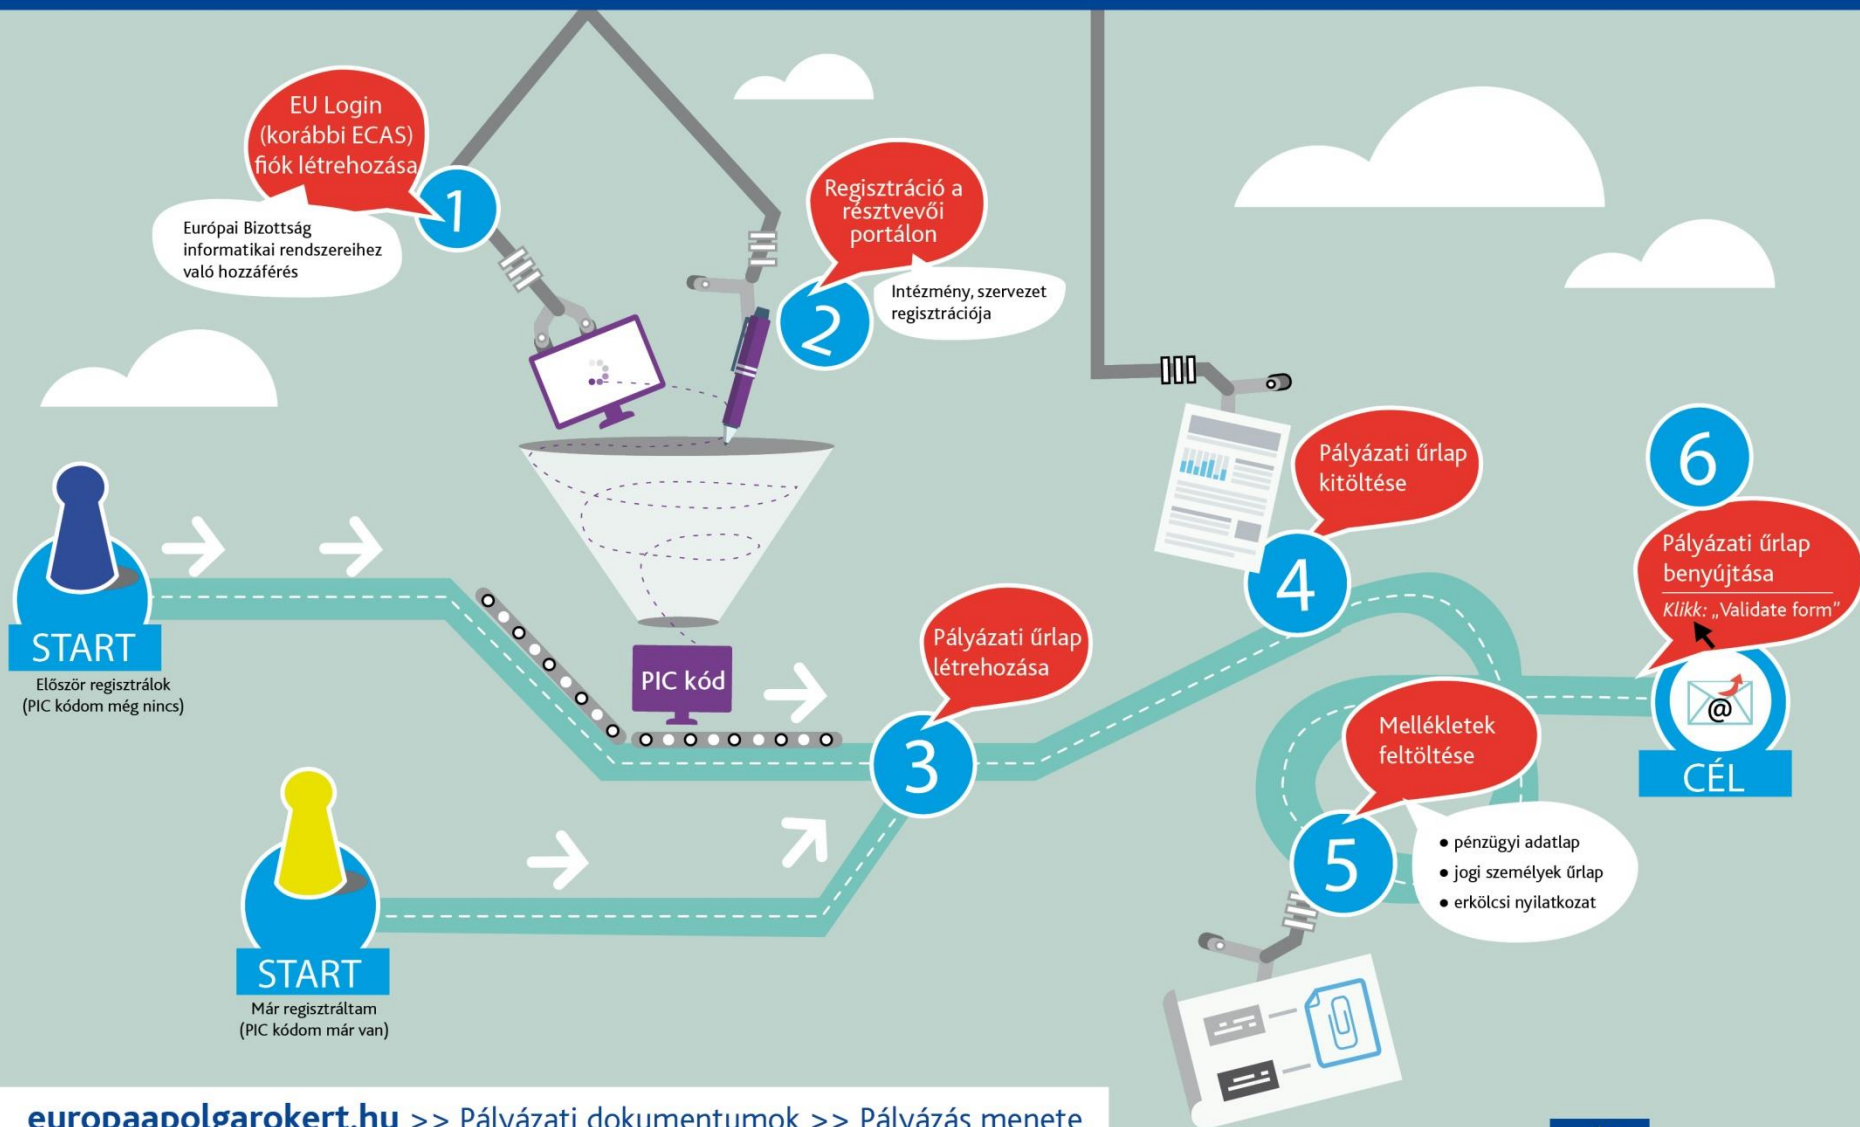 EU Login
(korábbi ECAS)
fiók létrehozása
1
Európai Bizottság
informatikai rendszereihez
való hozzáférés
Regisztráció a
résztvevői
portálon
2
Intézmény, szervezet
regisztrációja
START
Először regisztrálok
(PIC kódom még nincs)
PIC kód
START
Már regisztráltam
(PIC kódom már van)
Pályázati űrlap
létrehozása
3
Pályázati űrlap
kitöltése
4
Mellékletek
feltöltése
5
● pénzügyi adatlap
● jogi személyek űrlap
● erkölcsi nyilatkozat
6
Pályázati űrlap
benyújtása
Klikk: „Validate form”
@
CÉL
europaapolgarokert.hu >> Pályázati dokumentumok >> Pályázás menete